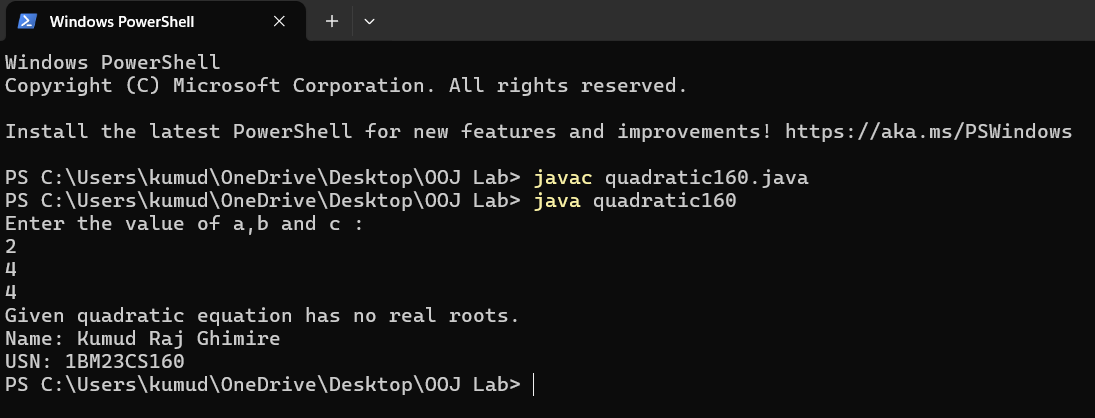 Windows PowerShell
Windows PowerShell
Copyright (C) Microsoft Corporation. All rights reserved.
Install the latest PowerShell for new features and improvements! https://aka.ms/PSWindows
PS C:\Users\kumud\OneDrive\Desktop\OOJ Lab> javac quadratic160.java
PS C:\Users\kumud\OneDrive\Desktop\OOJ Lab> java quadratic160
Enter the value of a,b and c :
2
4
4
Given quadratic equation has no real roots.
Name: Kumud Raj Ghimire
USN: 1BM23CS160
PS C:\Users\kumud\OneDrive\Desktop\OOJ Lab>